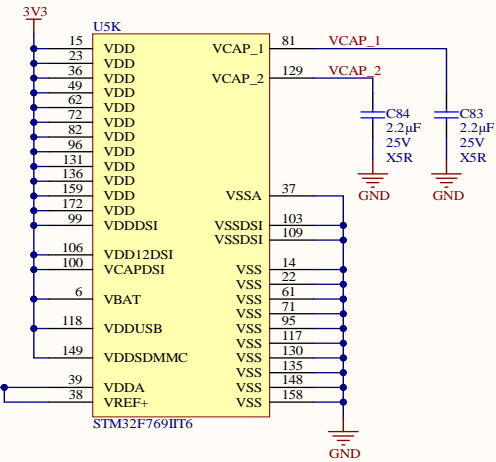 3V3
U5K
15 VDD VCAP_1 81 VCAP_1
23 VDD
36 VDD VCAP_2 129 VCAP_2
49 VDD
62 VDD
72 VDD
82 VDD
96 VDD
131 VDD
136 VDD
159 VDD VSSA 37
172 VDD
99 VDDDSI VSSDSI 103
VSSDSI 109
106 VDD12DSI
100 VCAPDSI VSS 14
VSS 22
6 VBAT VSS 61
VSS 71
118 VDDUSB VSS 95
VSS 117
149 VDDSDMMC VSS 130
VSS 135
39 VDDA VSS 148
38 VREF+ VSS 158
STM32F769IIT6
C84
2.2µF
25V
X5R
GND
C83
2.2µF
25V
X5R
GND
GND